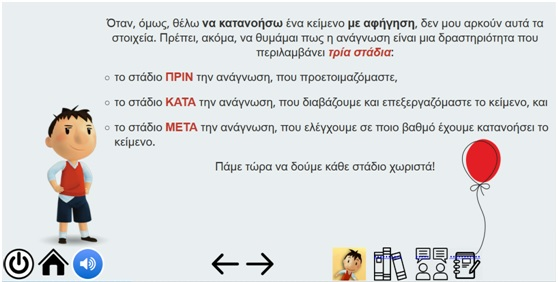 Όταν, όμως, θέλω να κατανοήσω ένα κείμενο με αφήγηση, δεν μου αρκούν αυτά τα
στοιχεία. Πρέπει, ακόμα, να θυμάμαι πως η ανάγνωση είναι μια δραστηριότητα που
περιλαμβάνει τρία στάδια:
○ το στάδιο ΠΡΙΝ την ανάγνωση, που προετοιμαζόμαστε,
○ το στάδιο ΚΑΤΑ την ανάγνωση, που διαβάζουμε και επεξεργαζόμαστε το κείμενο, και
○ το στάδιο ΜΕΤΑ την ανάγνωση, που ελέγχουμε σε ποιο βαθμό έχουμε κατανοήσει το
κείμενο.
Πάμε τώρα να δούμε κάθε στάδιο χωριστά!